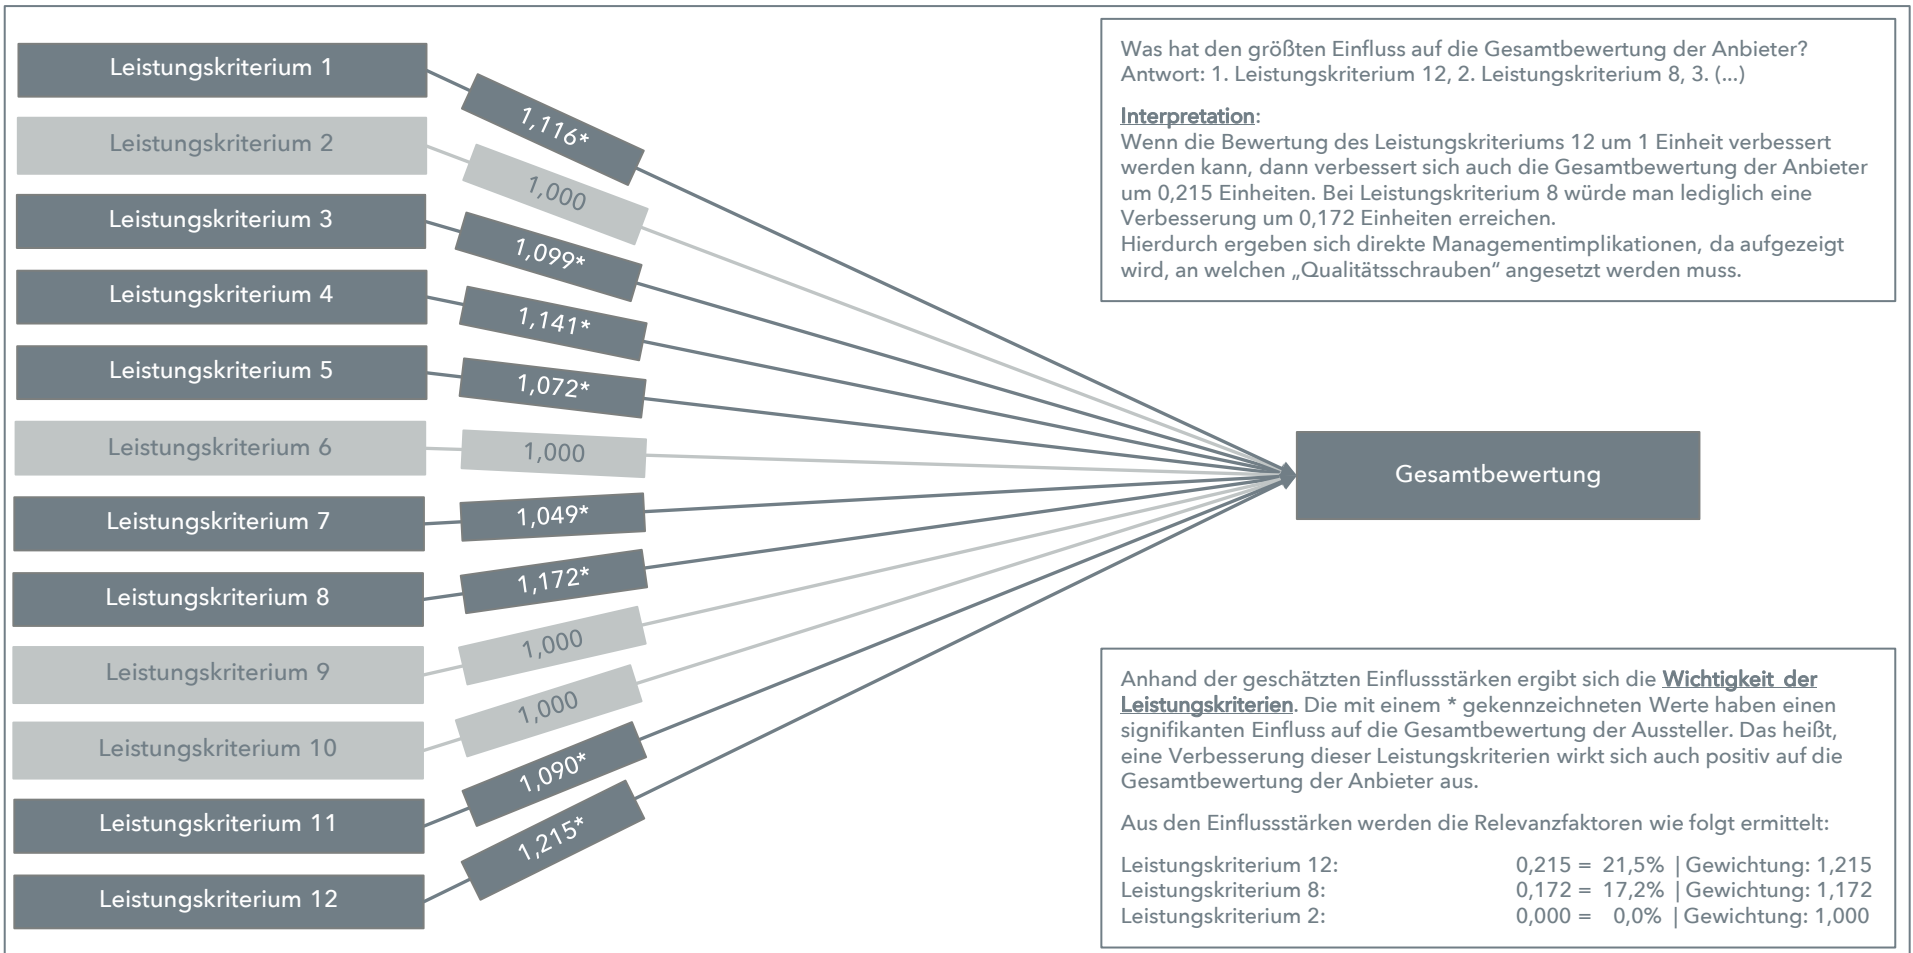 Leistungskriterium 1
1,116*
Leistungskriterium 2
1,000
Leistungskriterium 3
1,099*
Leistungskriterium 4
1,141*
Leistungskriterium 5
1,072*
Leistungskriterium 6
1,000
Leistungskriterium 7
1,049*
Leistungskriterium 8
1,172*
Leistungskriterium 9
1,000
Leistungskriterium 10
1,000
Leistungskriterium 11
1,090*
Leistungskriterium 12
1,215*
Gesamtbewertung
Was hat den größten Einfluss auf die Gesamtbewertung der Anbieter?
Antwort: 1. Leistungskriterium 12, 2. Leistungskriterium 8, 3. (...)
Interpretation:
Wenn die Bewertung des Leistungskriteriums 12 um 1 Einheit verbessert
werden kann, dann verbessert sich auch die Gesamtbewertung der Anbieter
um 0,215 Einheiten. Bei Leistungskriterium 8 würde man lediglich eine
Verbesserung um 0,172 Einheiten erreichen.
Hierdurch ergeben sich direkte Managementimplikationen, da aufgezeigt
wird, an welchen „Qualitätsschrauben“ angesetzt werden muss.
Anhand der geschätzten Einflussstärken ergibt sich die Wichtigkeit der
Leistungskriterien. Die mit einem * gekennzeichneten Werte haben einen
signifikanten Einfluss auf die Gesamtbewertung der Aussteller. Das heißt,
eine Verbesserung dieser Leistungskriterien wirkt sich auch positiv auf die
Gesamtbewertung der Anbieter aus.
Aus den Einflussstärken werden die Relevanzfaktoren wie folgt ermittelt:
Leistungskriterium 12: 0,215 = 21,5% | Gewichtung: 1,215
Leistungskriterium 8: 0,172 = 17,2% | Gewichtung: 1,172
Leistungskriterium 2: 0,000 = 0,0% | Gewichtung: 1,000